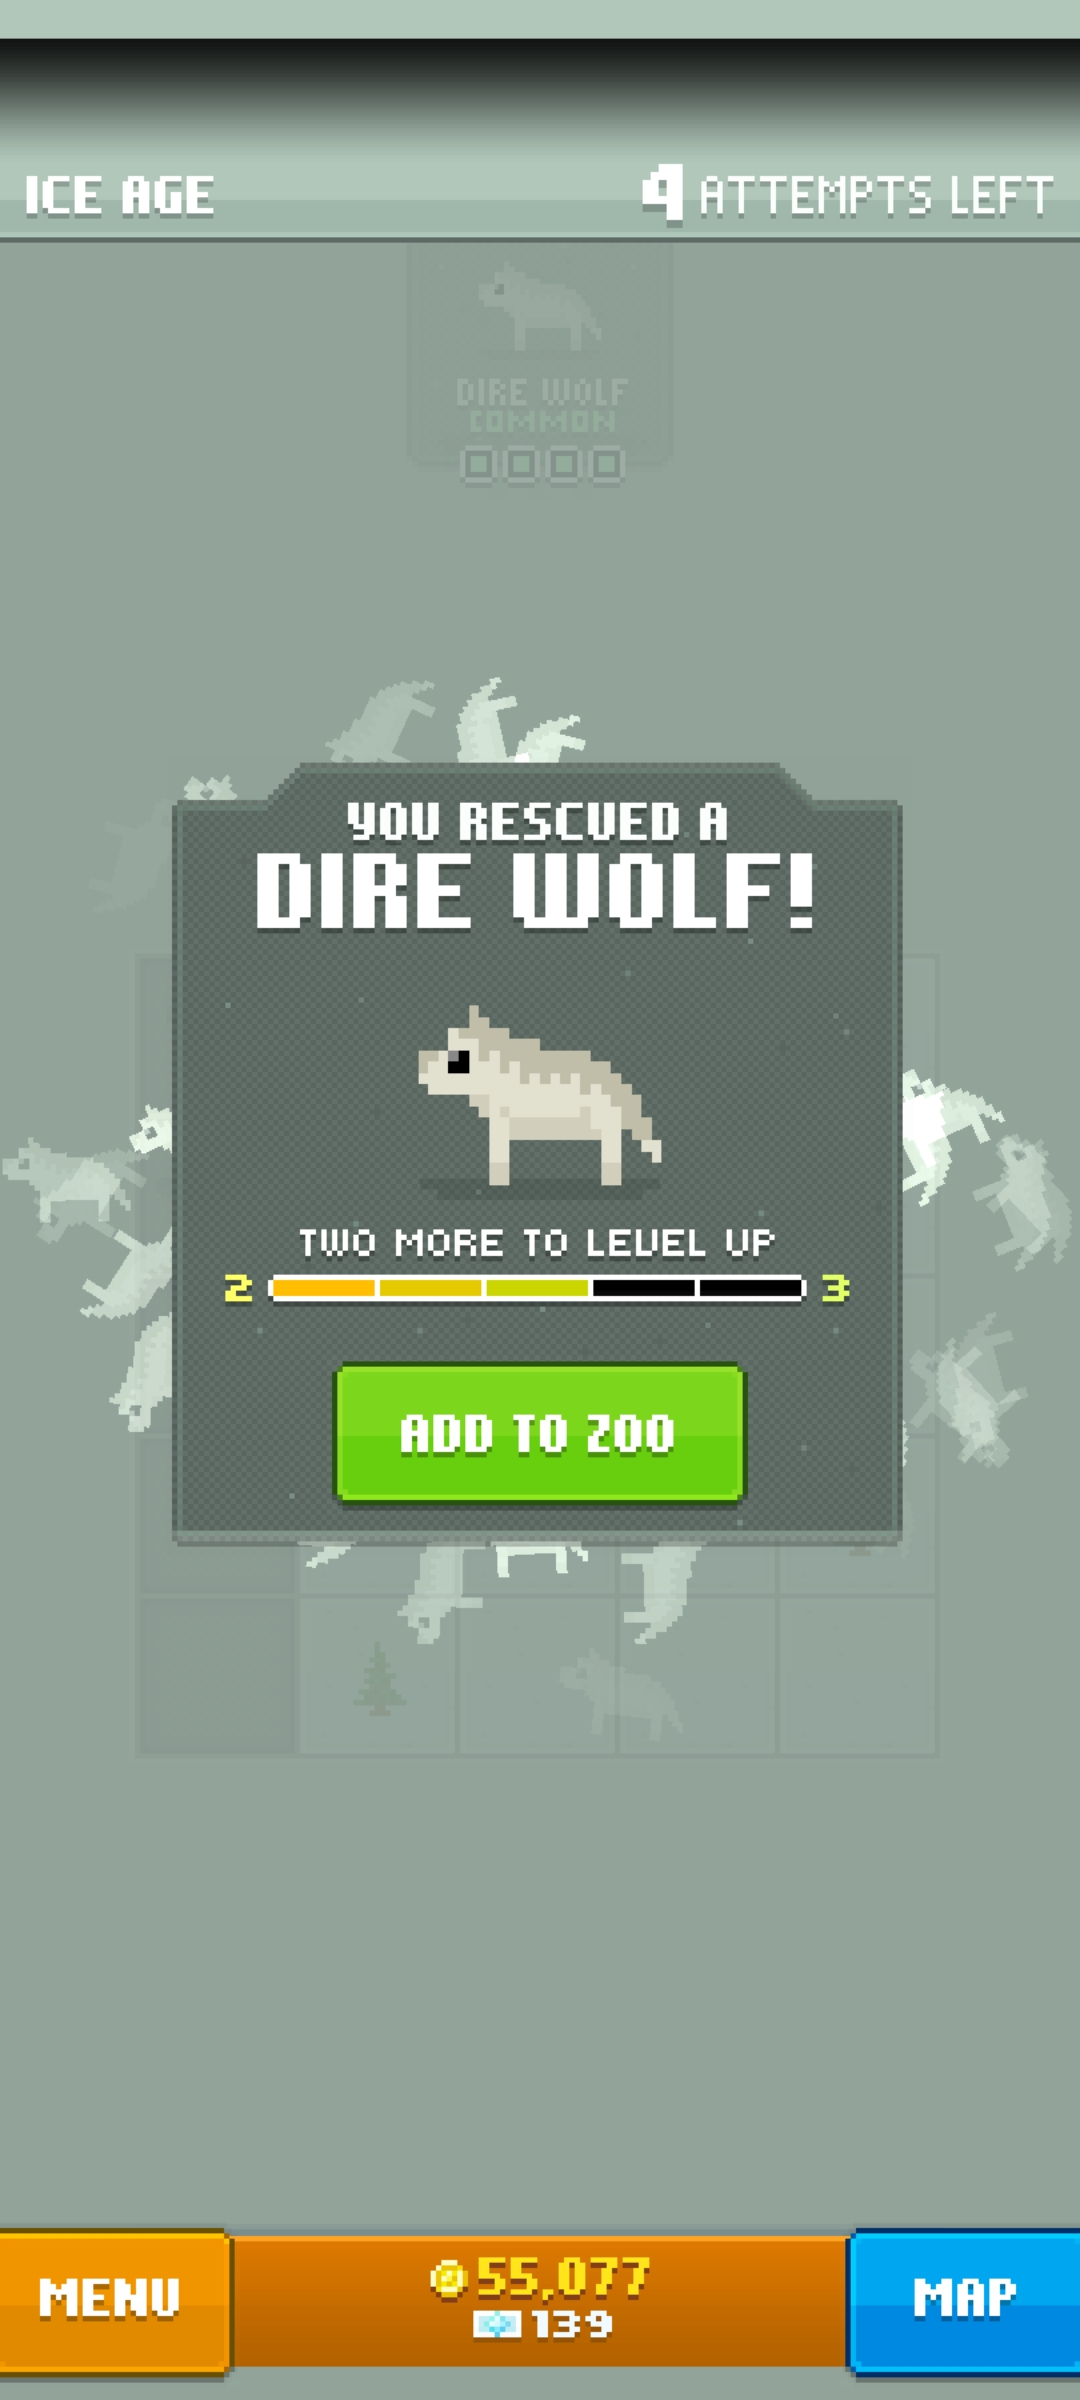 ICE AGE
4 ATTEMPTS LEFT
DIRE WOLF
COMMON
YOU RESCUED A
DIRE WOLF!
TWO MORE TO LEVEL UP
2
3
ADD TO ZOO
MENU
55,077
139
MAP